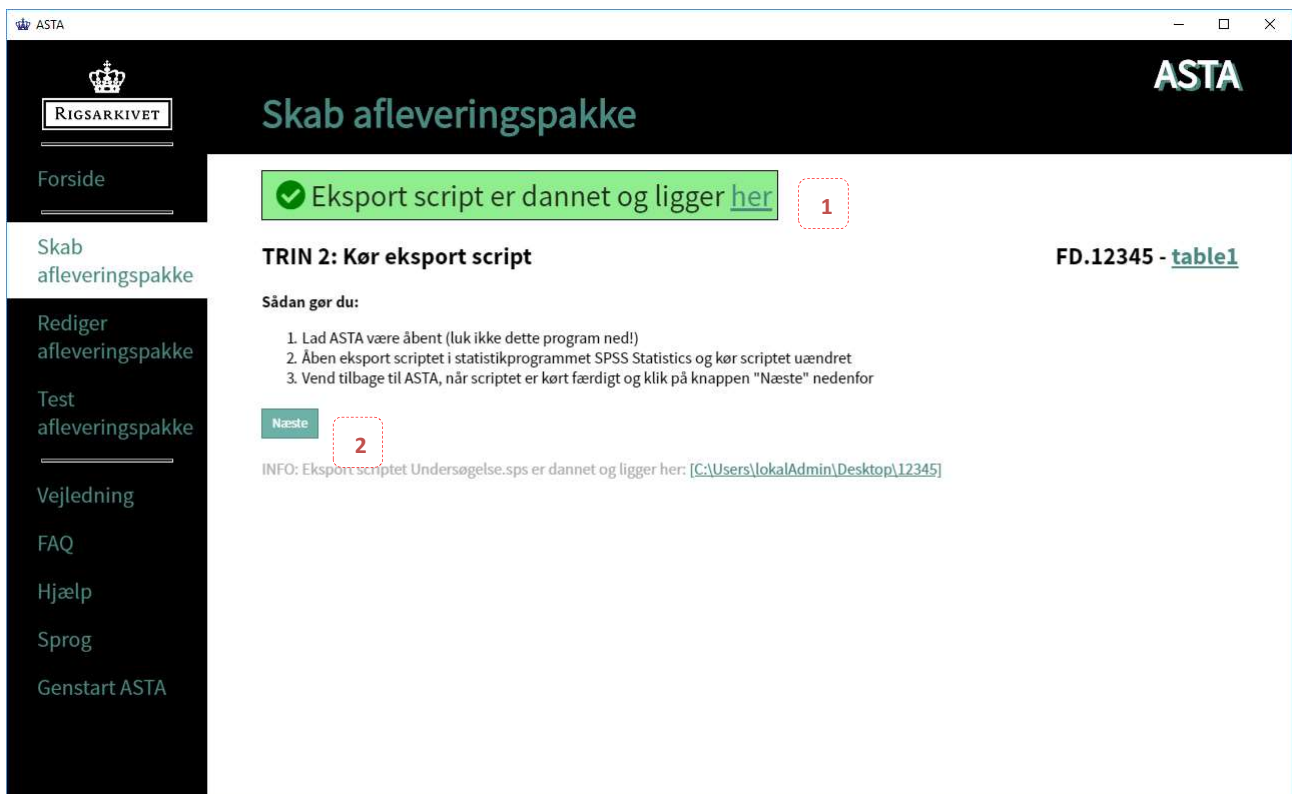 ASTA
ASTA
RIGSARKIVET
Skab afleveringspakke
Forside
Skab
afleveringspakke
Rediger
afleveringspakke
Test
afleveringspakke
Vejledning
FAQ
Hjælp
Sprog
Genstart ASTA
Eksport script er dannet og ligger her
1
TRIN 2: Kør eksport script
FD.12345 - table1
Sådan gør du:
1. Lad ASTA være åbent (luk ikke dette program ned!)
2. Åben eksport scriptet i statistikprogrammet SPSS Statistics og kør scriptet uændret
3. Vend tilbage til ASTA, når scriptet er kørt færdigt og klik på knappen "Næste" nedenfor
Næste
2
INFO: Eksport scriptet Undersøgelse.sps er dannet og ligger her: [C:\Users\lokalAdmin\Desktop\12345]